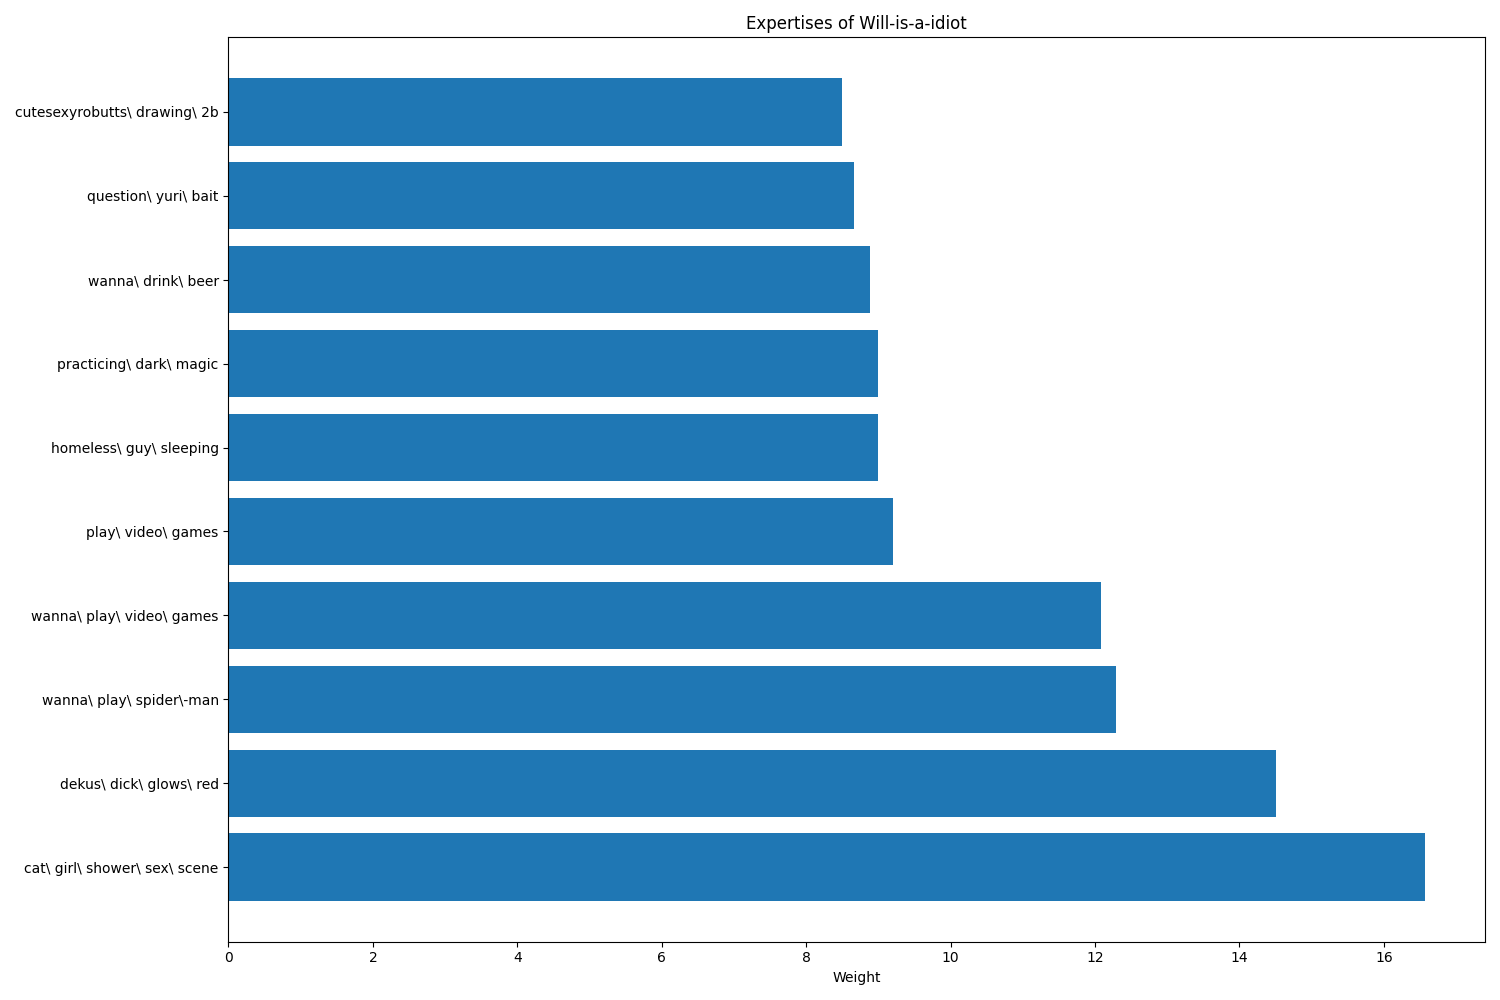 Expertises of Will-is-a-idiot
cutesexyrobutts\ drawing\ 2b
question\ yuri\ bait
wanna\ drink\ beer
practicing\ dark\ magic
homeless\ guy\ sleeping
play\ video\ games
wanna\ play\ video\ games
wanna\ play\ spider\-man
dekus\ dick\ glows\ red
cat\ girl\ shower\ sex\ scene
0 2 4 6 8 10 12 14 16
Weight